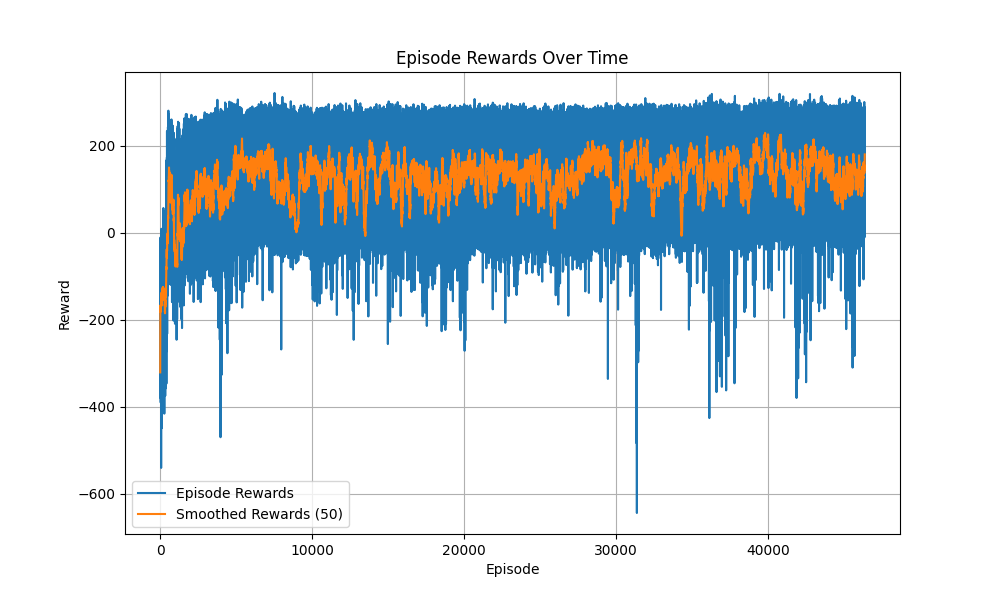 Episode Rewards Over Time
200
0
−200
−400
−600
Reward
Episode Rewards
Smoothed Rewards (50)
0
10000
20000
30000
40000
Episode